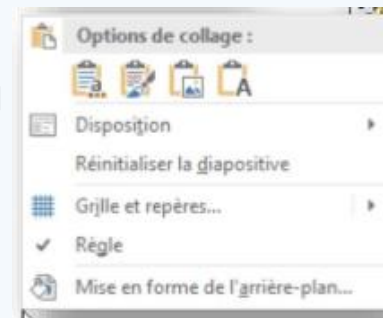 Options de collage :
a
A
Disposition
Réinitialiser la diapositive
Grille et repères...
Règle
Mise en forme de l'arrière-plan...